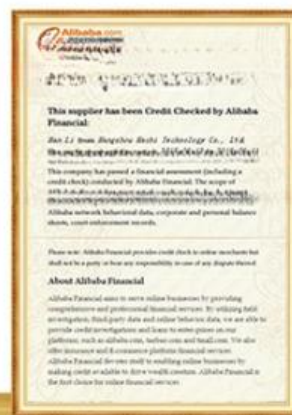 Alibaba.com
This supplier has been Credit Checked by Alibaba
Financial:
This company has passed a financial assessment (including a
credit check) conducted by Alibaba Financial. The scope of
Alibaba network behavioral data, corporate and personal balance
sheets, court enforcement records.
Please note: Alibaba Financial provides credit check to online merchants but
shall not be a party or bear any responsibility in case of any dispute thereof.
About Alibaba Financial
Alibaba Financial aims to serve online businesses by providing
comprehensive and professional financial services. By utilizing field
investigation, third-party data and online behavior data, we are able to
provide credit investigations and loans to enterprises on our
platforms, such as alibaba.com, taobao.com and tmall.com. We also
offer insurance and E-commerce platform financial services.
Alibaba Financial devotes itself to enabling online businesses by
making credit available to drive wealth creation. Alibaba Financial is
the first choice for online financial services.